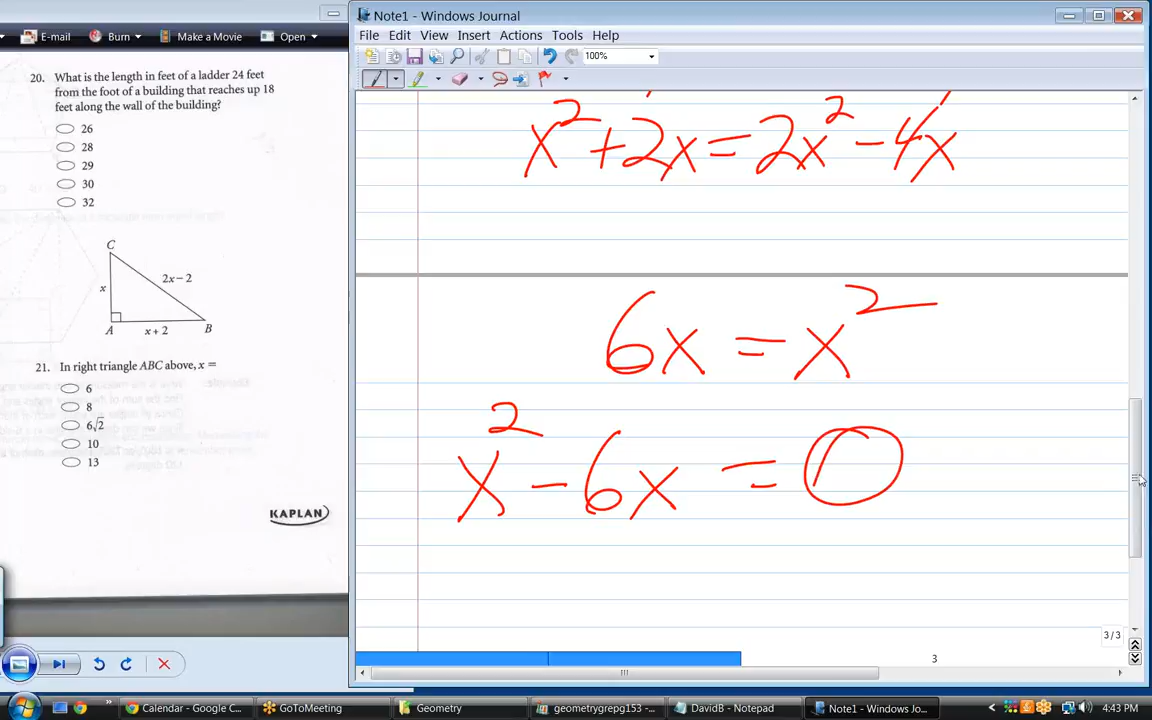 Note1 - Windows Journal
E-mail Burn Make a Movie Open
File Edit View Insert Actions Tools Help
100%
20. What is the length in feet of a ladder 24 feet
from the foot of a building that reaches up 18
feet along the wall of the building?
26
28
29
30
32
C
x
2x – 2
A
x + 2
B
21. In right triangle ABC above, x =
6
8
6√2
10
13
KAPLAN
x² + 2x = 2x² - 4x
6x = x²
x² - 6x = 0
3/3
3
Calendar - Google C...
GoToMeeting
Geometry
geometrygrepg153 -...
DavidB - Notepad
Note1 - Windows Jo...
4:43 PM